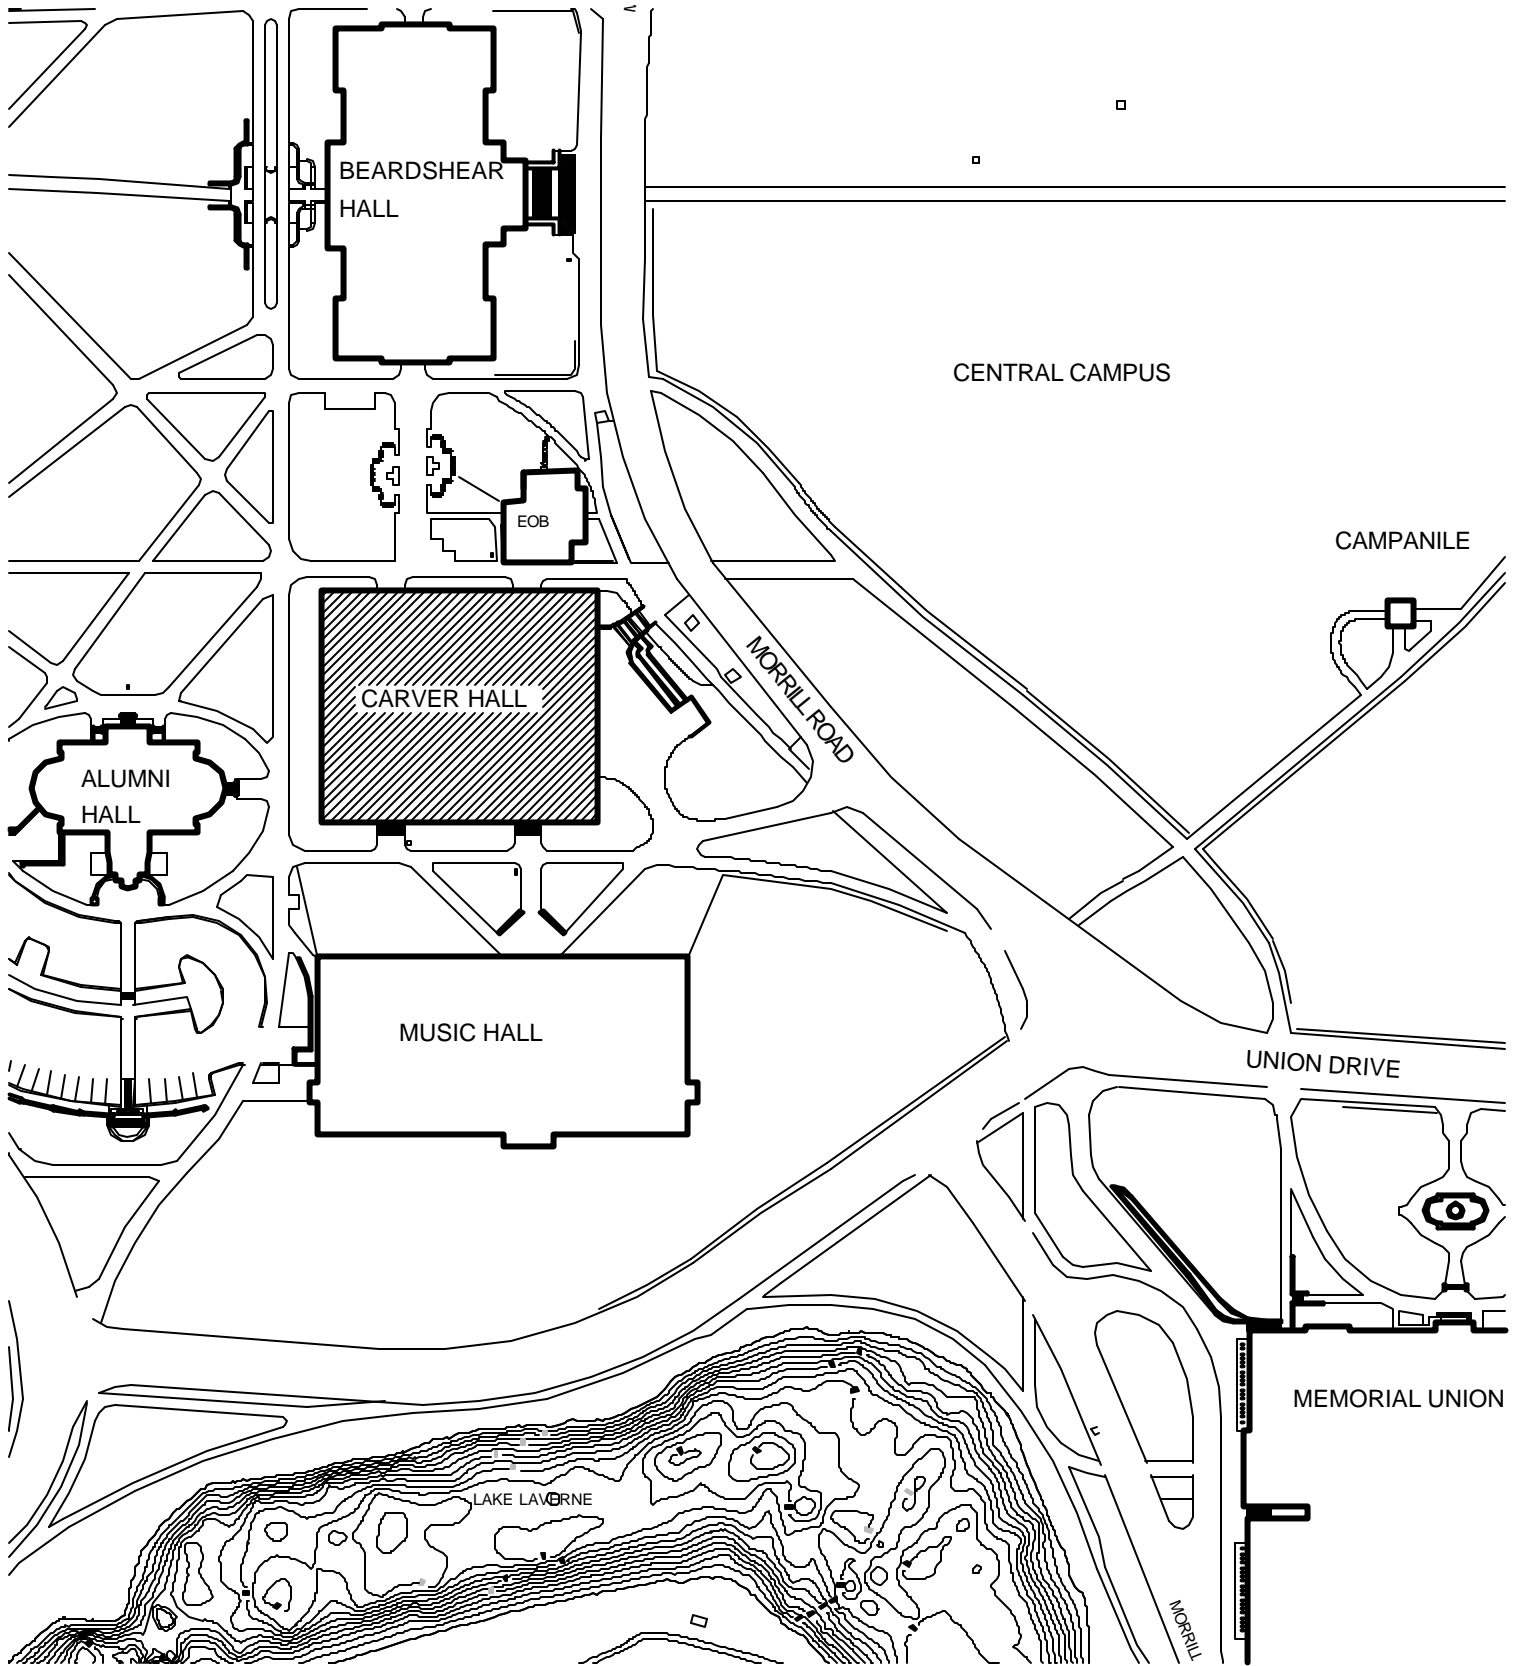 BEARDSHEAR
HALL
CENTRAL CAMPUS
EOB
CAMPANILE
MORRILL ROAD
CARVER HALL
ALUMNI
HALL
MUSIC HALL
UNION DRIVE
MEMORIAL UNION
LAKE LAVERNE
MORRILL